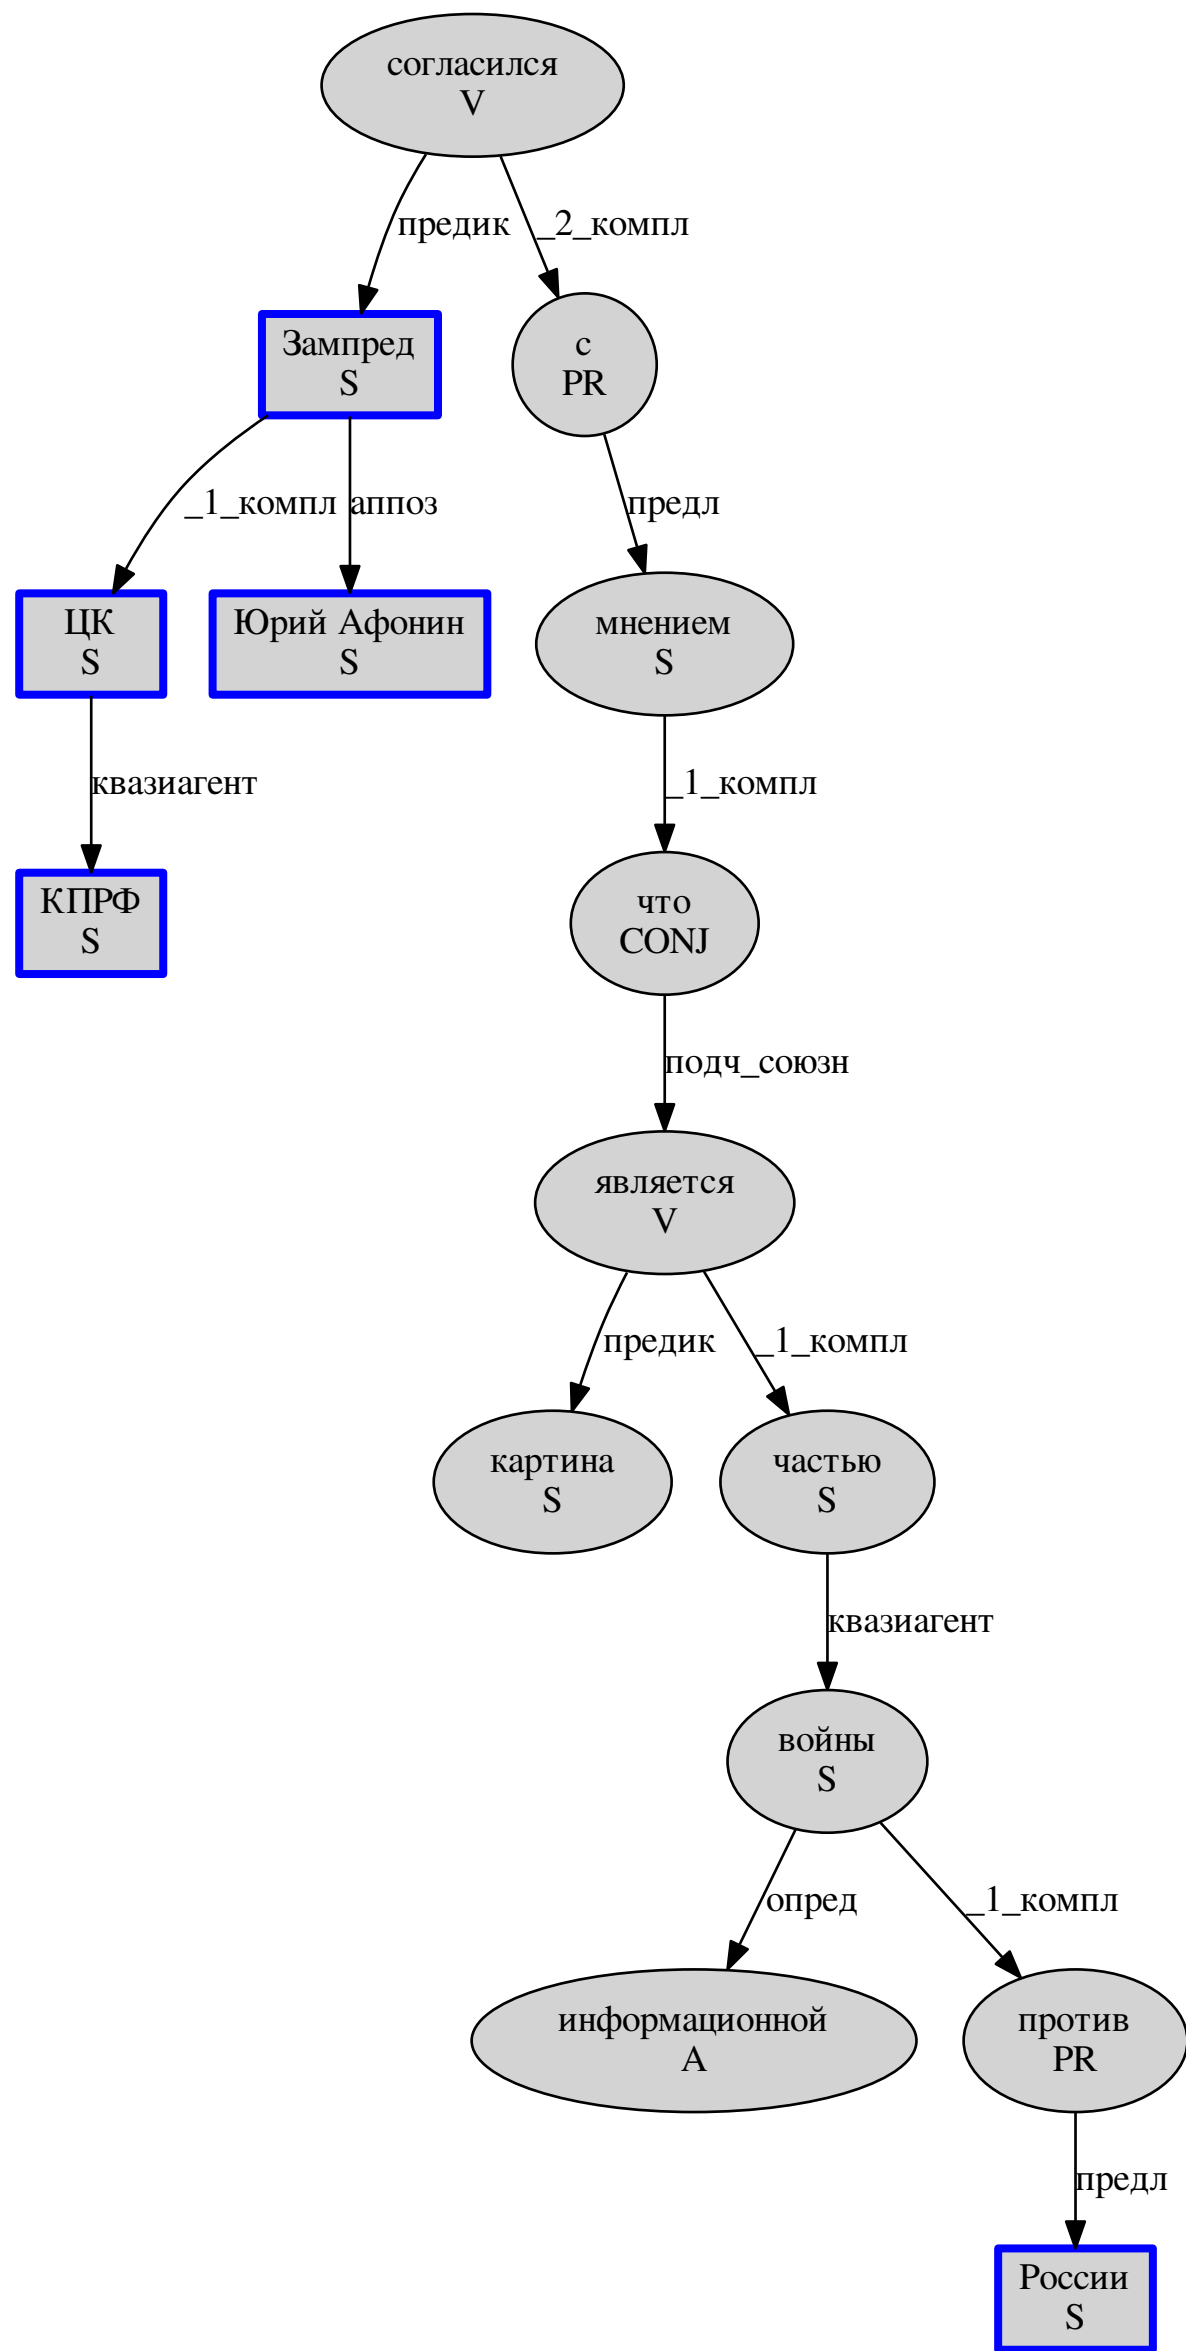 согласился
V
предик
_2_компл
Зампред
S
с
PR
_1_компл
аппоз
предл
ЦК
S
Юрий Афонин
S
мнением
S
квазиагент
_1_компл
КПРФ
S
что
CONJ
подч_союзн
является
V
предик
_1_компл
картина
S
частью
S
квазиагент
войны
S
опред
_1_компл
информационной
A
против
PR
предл
России
S